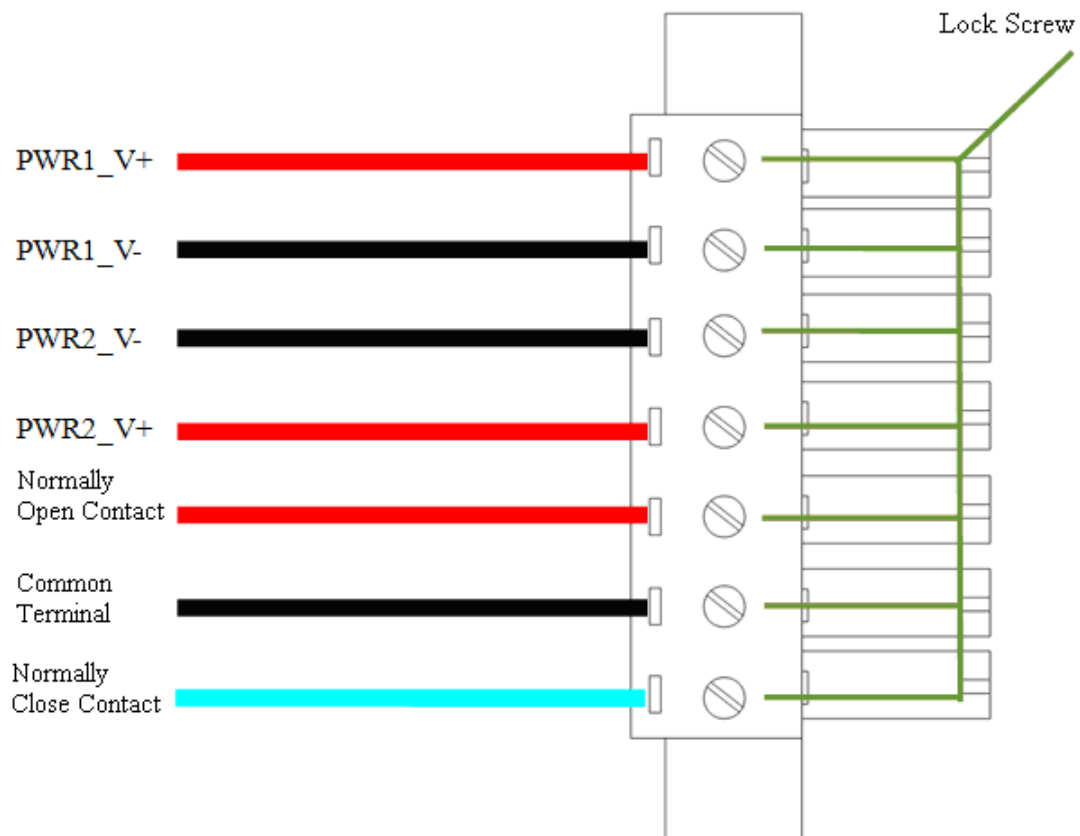 Lock Screw
PWR1_V+
PWR1_V-
PWR2_V-
PWR2_V+
Normally
Open Contact
Common
Terminal
Normally
Close Contact